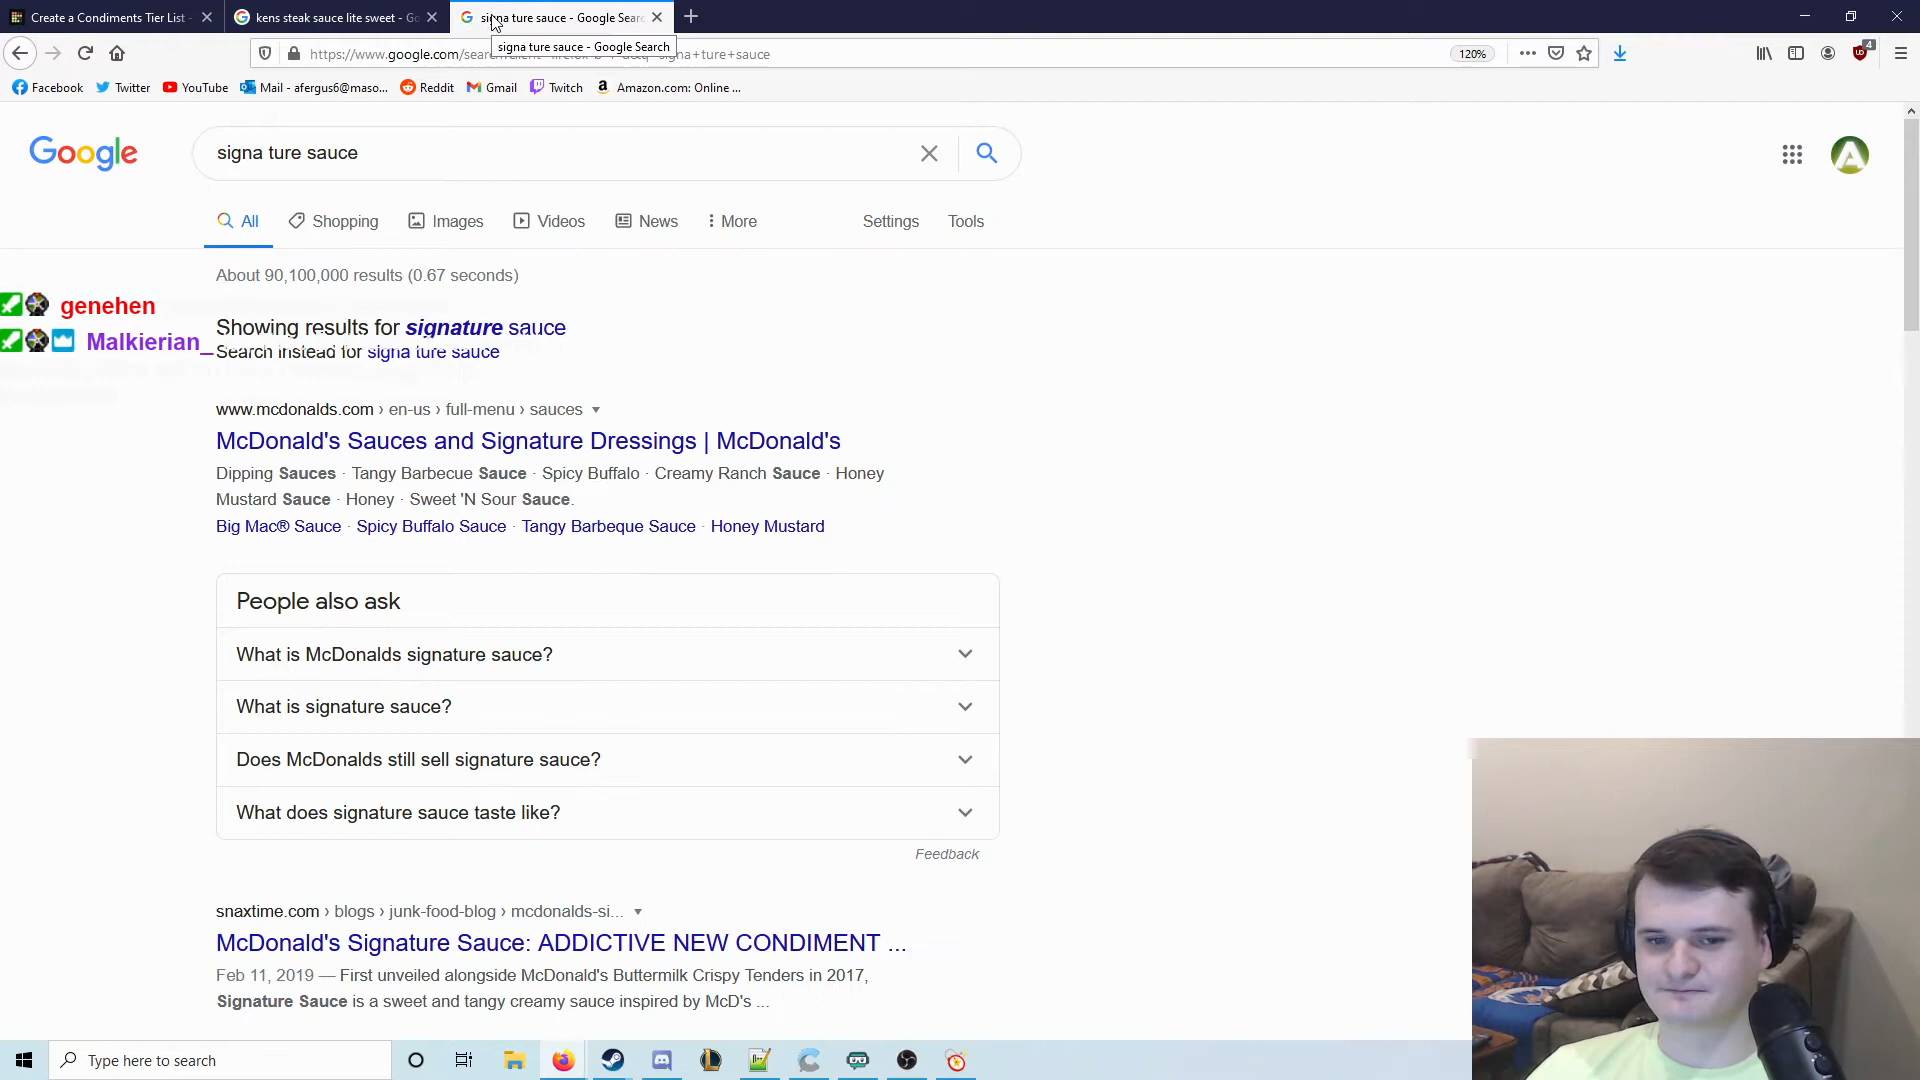 Create a Condiments Tier List -
kens steak sauce lite sweet - Go
signa ture sauce - Google Searc
signa ture sauce - Google Search
https://www.google.com/search
signa+ture+sauce
120%
Facebook
Twitter
YouTube
Mail - afergus6@maso...
Reddit
Gmail
Twitch
Amazon.com: Online ...
4
Google
signa ture sauce
A
All
Shopping
Images
Videos
News
More
Settings
Tools
About 90,100,000 results (0.67 seconds)
genehen
Malkierian_
Showing results for signature sauce
Search instead for signa ture sauce
www.mcdonalds.com › en-us › full-menu › sauces
McDonald's Sauces and Signature Dressings | McDonald's
Dipping Sauces · Tangy Barbecue Sauce · Spicy Buffalo · Creamy Ranch Sauce · Honey
Mustard Sauce · Honey · Sweet 'N Sour Sauce.
Big Mac® Sauce · Spicy Buffalo Sauce · Tangy Barbeque Sauce · Honey Mustard
People also ask
What is McDonalds signature sauce?
What is signature sauce?
Does McDonalds still sell signature sauce?
What does signature sauce taste like?
Feedback
snaxtime.com › blogs › junk-food-blog › mcdonalds-si...
McDonald's Signature Sauce: ADDICTIVE NEW CONDIMENT ...
Feb 11, 2019 — First unveiled alongside McDonald's Buttermilk Crispy Tenders in 2017,
Signature Sauce is a sweet and tangy creamy sauce inspired by McD's ...
Type here to search